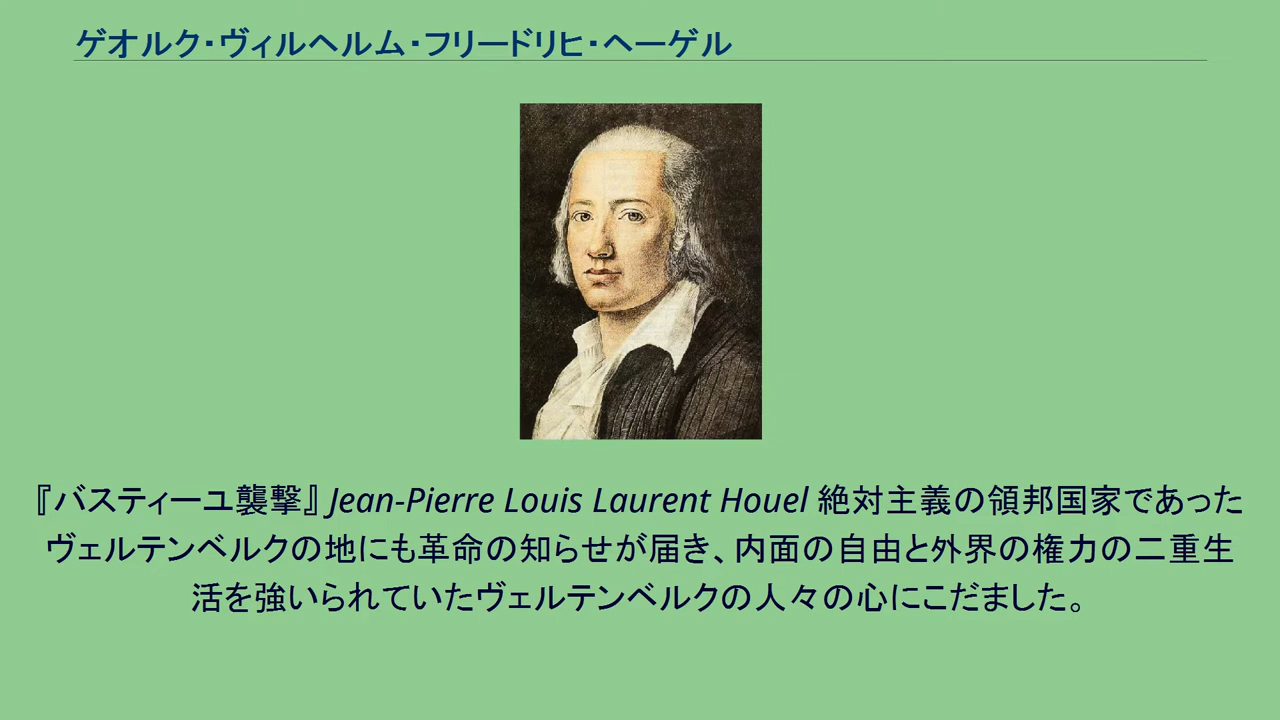 ゲオルク・ヴィルヘルム・フリードリヒ・ヘーゲル
『バスティーユ襲撃』 Jean-Pierre Louis Laurent Houel 絶対主義の領邦国家であった
ヴェルテンベルクの地にも革命の知らせが届き、内面の自由と外界の権力の二重生
活を強いられていたヴェルテンベルクの人々の心にこだました。